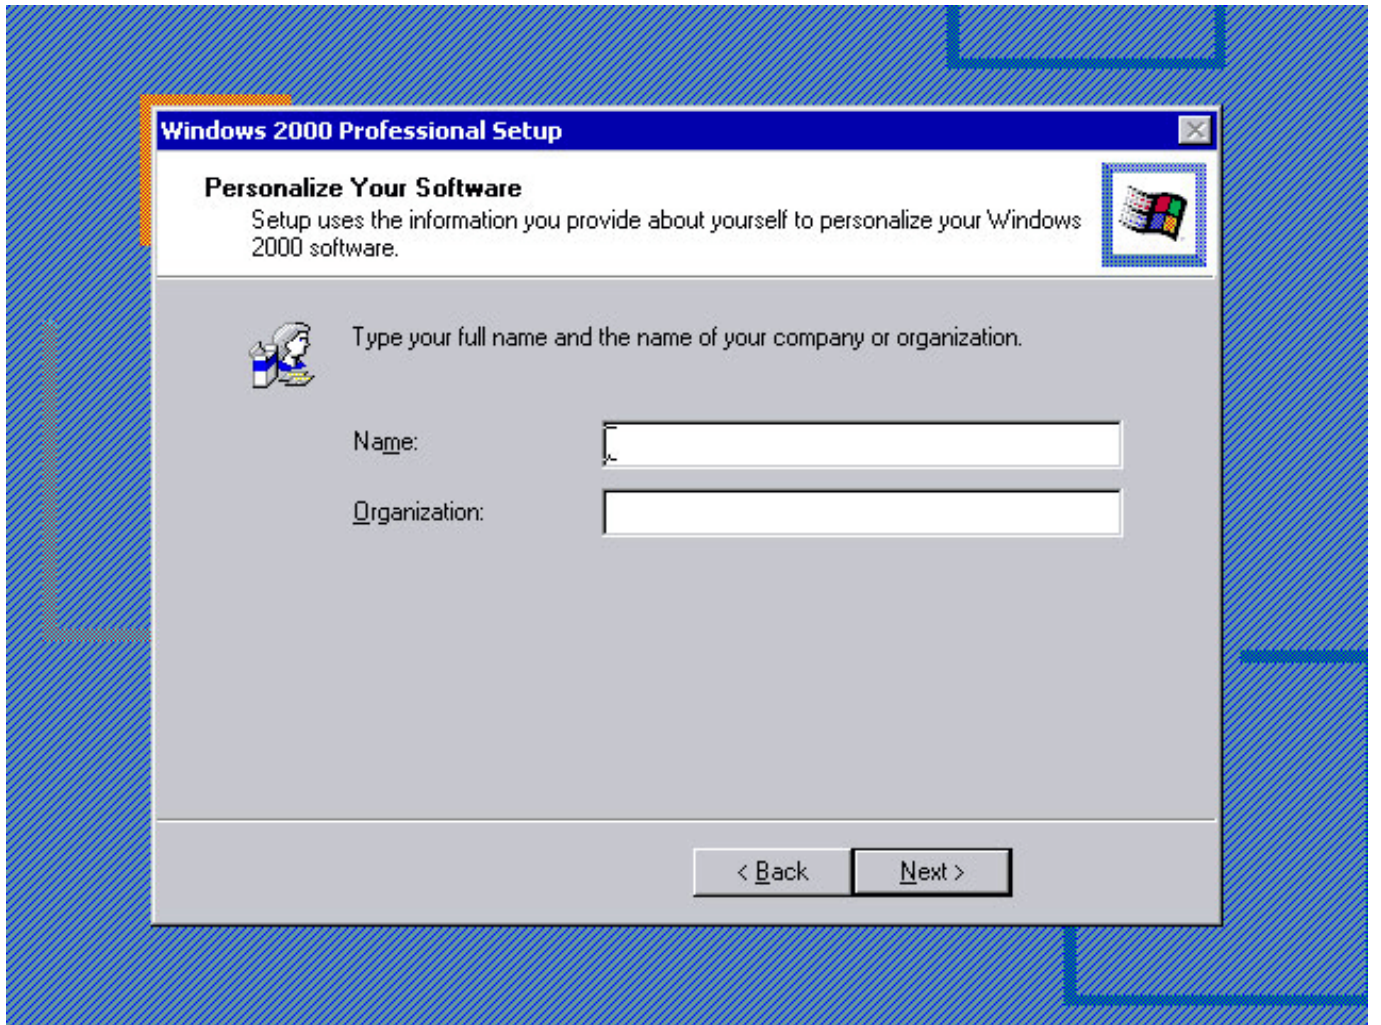 Windows 2000 Professional Setup
Personalize Your Software
Setup uses the information you provide about yourself to personalize your Windows
2000 software.
Type your full name and the name of your company or organization.
Name:
Organization:
< Back
Next >